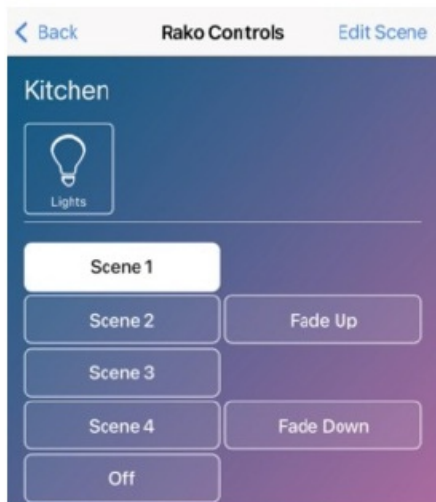 Back Rako Controls Edit Scene
Kitchen
Lights
Scene 1
Scene 2 Fade Up
Scene 3
Scene 4 Fade Down
Off